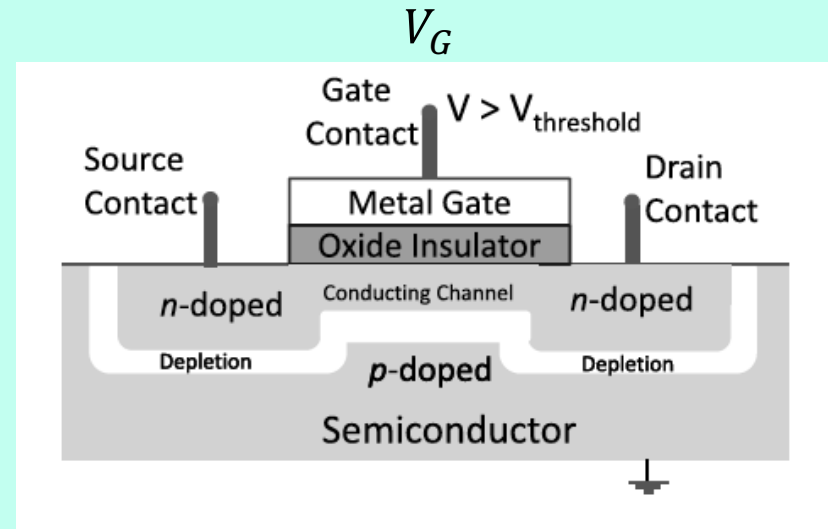 V_G
Gate
Contact
V > V_threshold
Source
Contact
Drain
Contact
Metal Gate
Oxide Insulator
n-doped
Conducting Channel
n-doped
Depletion
p-doped
Depletion
Semiconductor